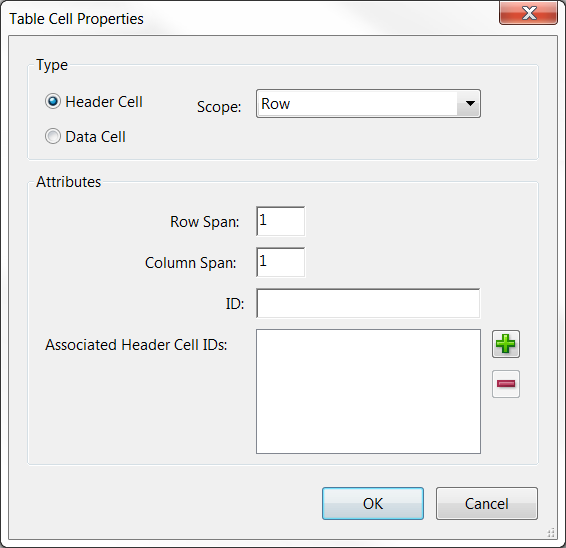 Table Cell Properties
Type
Header Cell
Scope: Row
Data Cell
Attributes
Row Span: 1
Column Span: 1
ID:
Associated Header Cell IDs:
OK Cancel